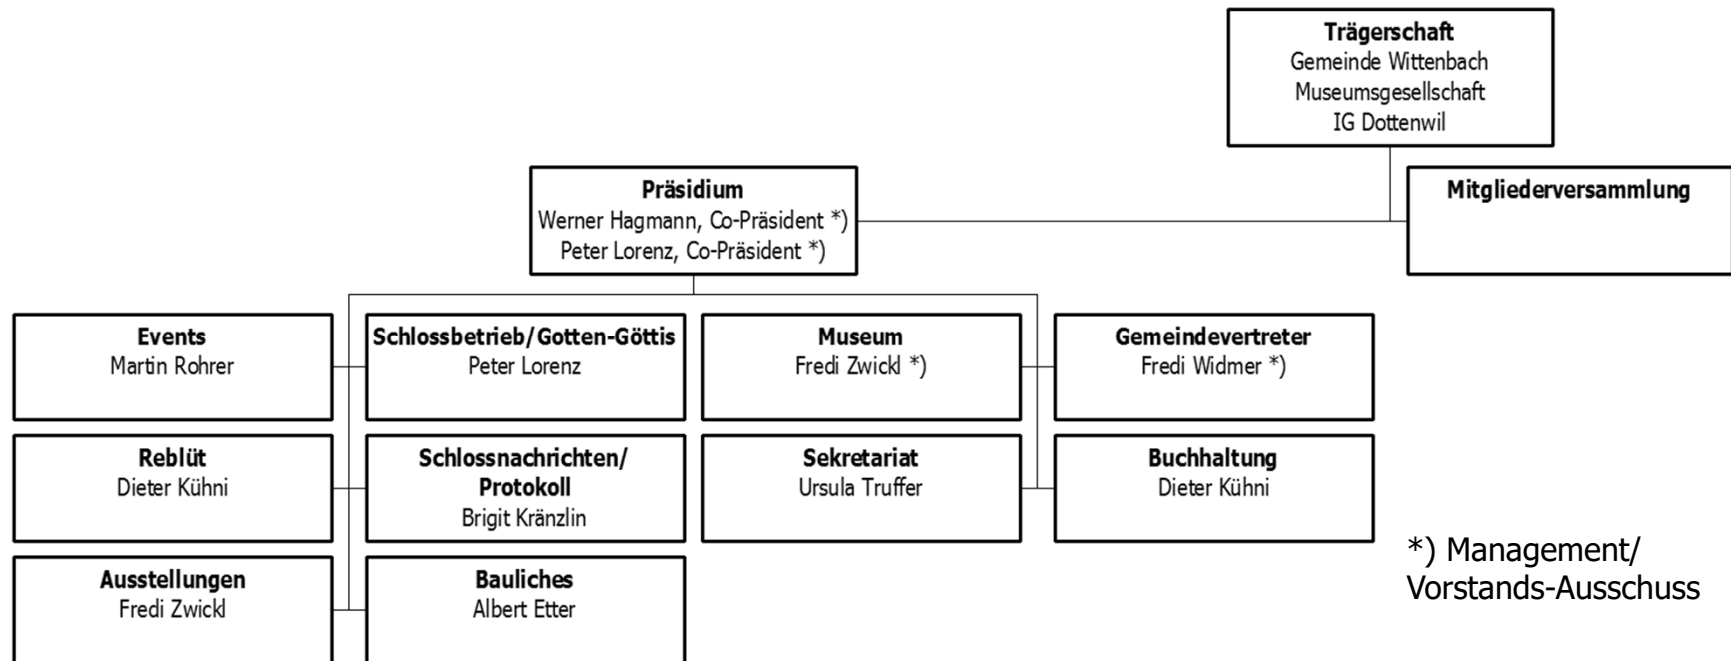 Trägerschaft
Gemeinde Wittenbach
Museumsgesellschaft
IG Dottenwil
Präsidium
Werner Hagmann, Co-Präsident *)
Peter Lorenz, Co-Präsident *)
Mitgliederversammlung
Events
Martin Rohrer
Schlossbetrieb/Gotten-Göttis
Peter Lorenz
Museum
Fredi Zwickl *)
Gemeindevertreter
Fredi Widmer *)
Reblüt
Dieter Kühni
Schlossnachrichten/
Protokoll
Brigit Kränzlin
Sekretariat
Ursula Truffer
Buchhaltung
Dieter Kühni
Ausstellungen
Fredi Zwickl
Bauliches
Albert Etter
*) Management/
Vorstands-Ausschuss